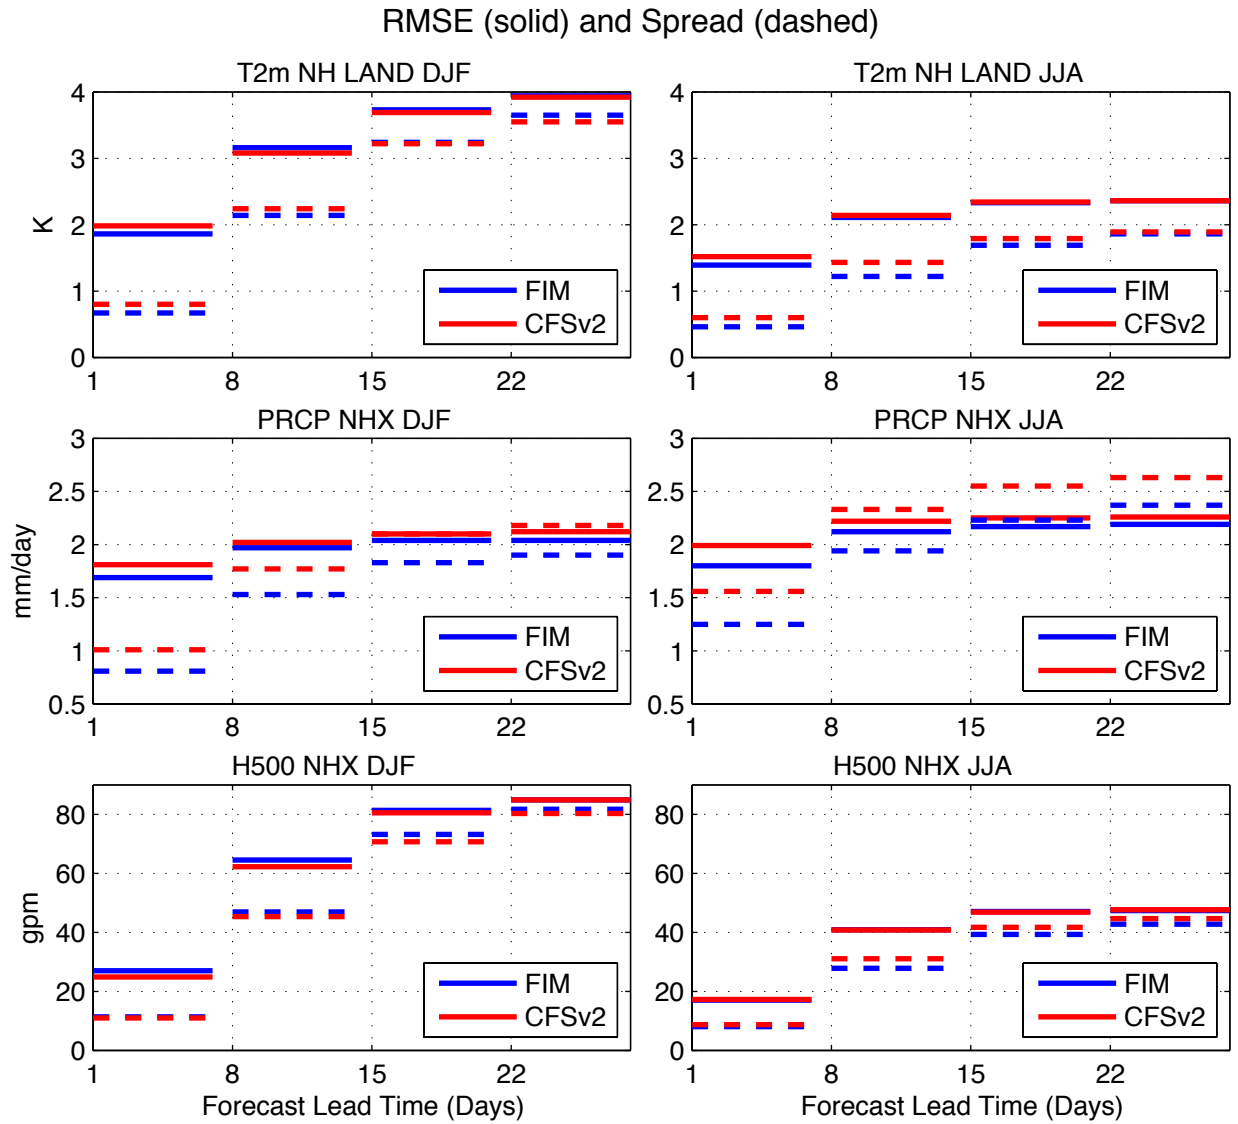 RMSE (solid) and Spread (dashed)
T2m NH LAND DJF
4
3
2
1
0
K
1
8
15
22
FIM
CFSv2
T2m NH LAND JJA
4
3
2
1
0
1
8
15
22
FIM
CFSv2
PRCP NHX DJF
3
2.5
2
1.5
1
0.5
mm/day
1
8
15
22
FIM
CFSv2
PRCP NHX JJA
3
2.5
2
1.5
1
0.5
1
8
15
22
FIM
CFSv2
H500 NHX DJF
80
60
40
20
0
gpm
1
8
15
22
FIM
CFSv2
Forecast Lead Time (Days)
H500 NHX JJA
80
60
40
20
0
1
8
15
22
FIM
CFSv2
Forecast Lead Time (Days)